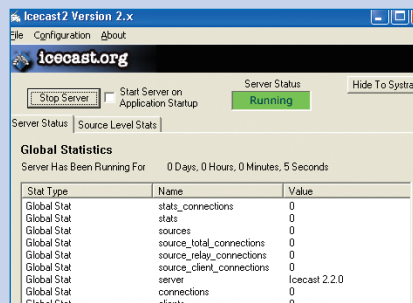 Icecast2 Version 2.x
File Configuration About
icecast.org
Stop Server
Start Server on
Application Startup
Server Status
Running
Hide To Systra
Server Status Source Level Stats
Global Statistics
Server Has Been Running For 0 Days, 0 Hours, 0 Minutes, 5 Seconds
Stat Type Name Value
Global Stat stats_connections 0
Global Stat stats 0
Global Stat sources 0
Global Stat source_total_connections 0
Global Stat source_relay_connections 0
Global Stat source_client_connections 0
Global Stat server Icecast 2.2.0
Global Stat connections 0
Global Stat clients 0